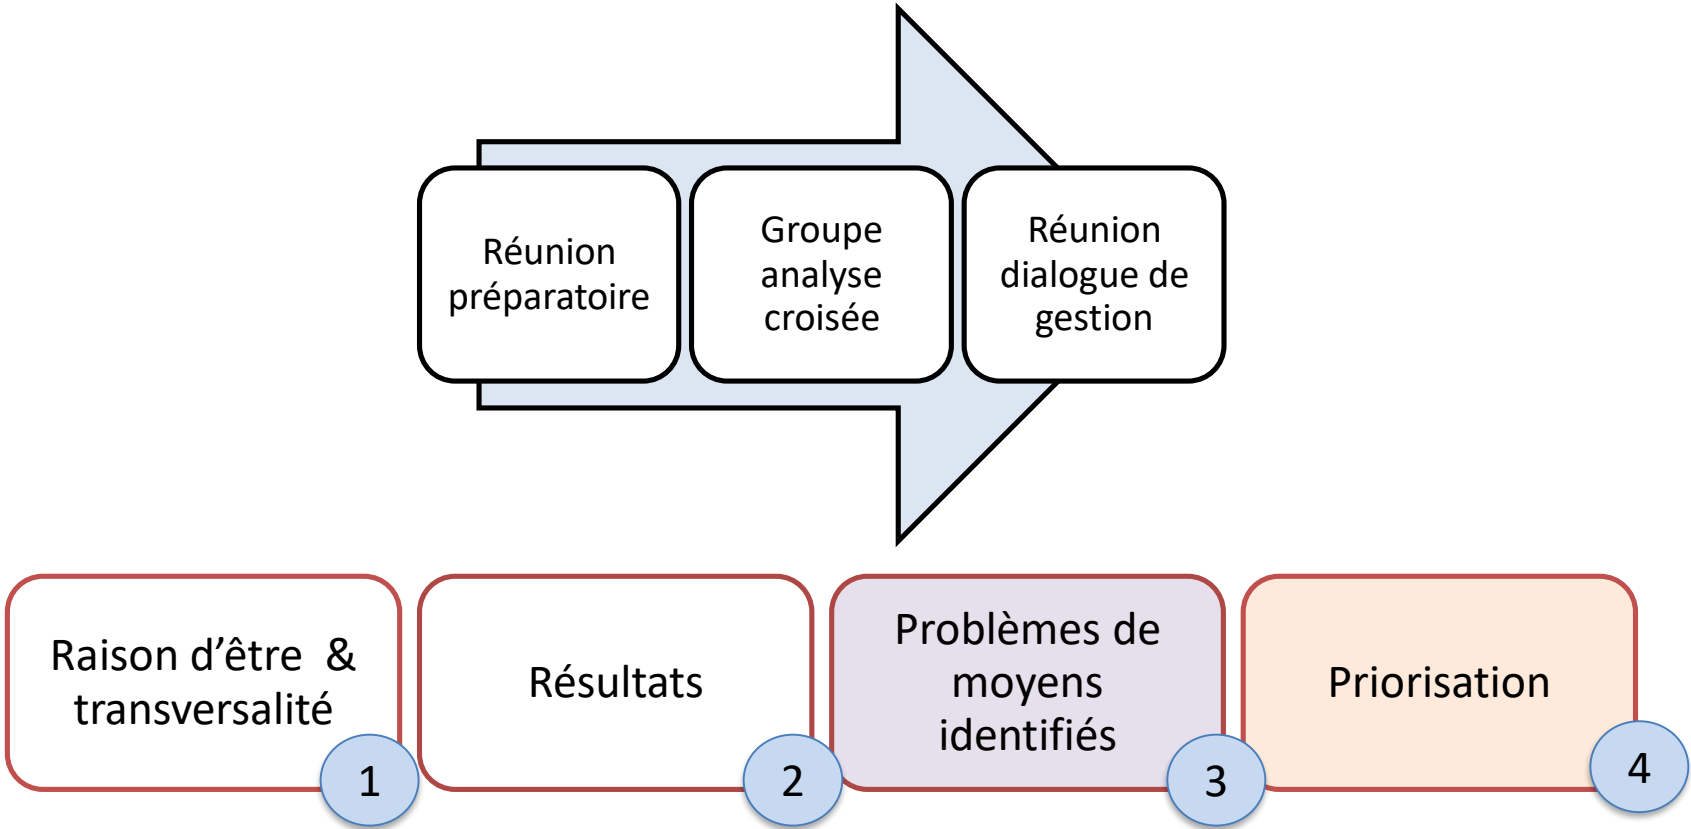 Réunion
préparatoire
Groupe
analyse
croisée
Réunion
dialogue de
gestion
Raison d’être  &
transversalité
1
Résultats
2
Problèmes de
moyens
identifiés
3
Priorisation
4